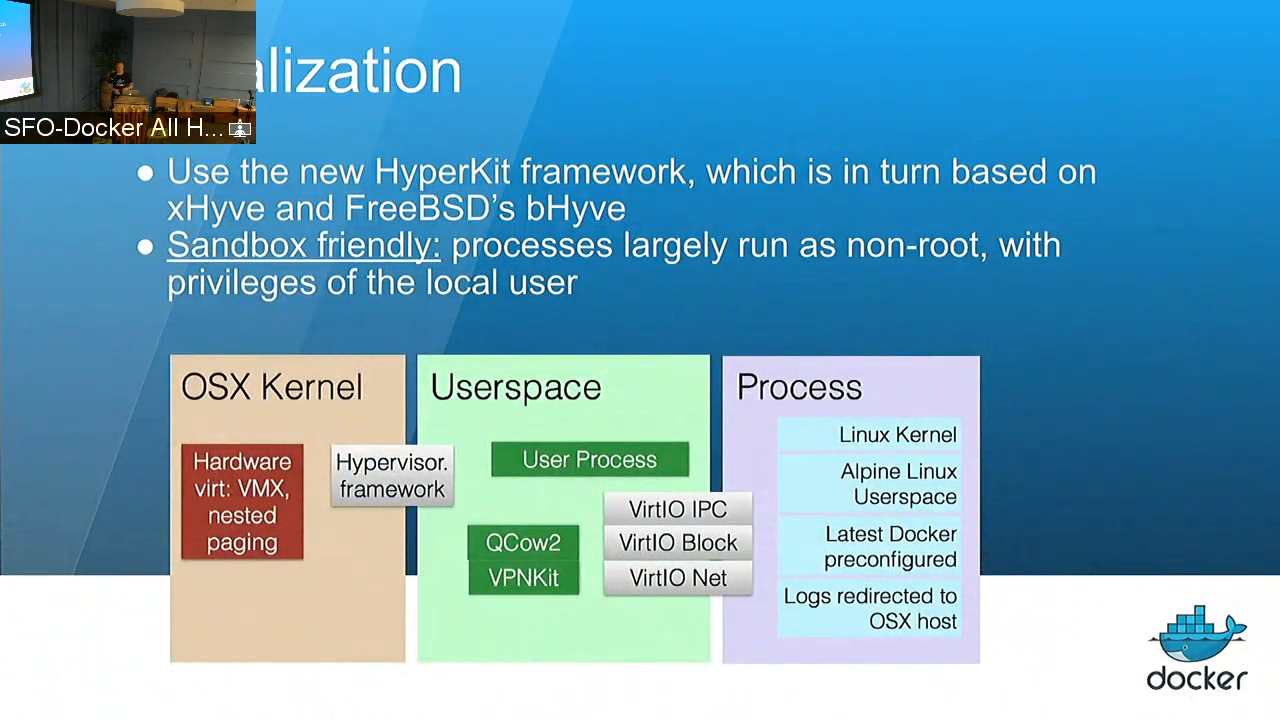 alization
SFO-Docker All H...
● Use the new HyperKit framework, which is in turn based on
xHyve and FreeBSD’s bHyve
● Sandbox friendly: processes largely run as non-root, with
privileges of the local user
OSX Kernel
Hardware
virt: VMX,
nested
paging
Hypervisor.
framework
Userspace
User Process
QCow2
VPNKit
VirtIO IPC
VirtIO Block
VirtIO Net
Process
Linux Kernel
Alpine Linux
Userspace
Latest Docker
preconfigured
Logs redirected to
OSX host
docker